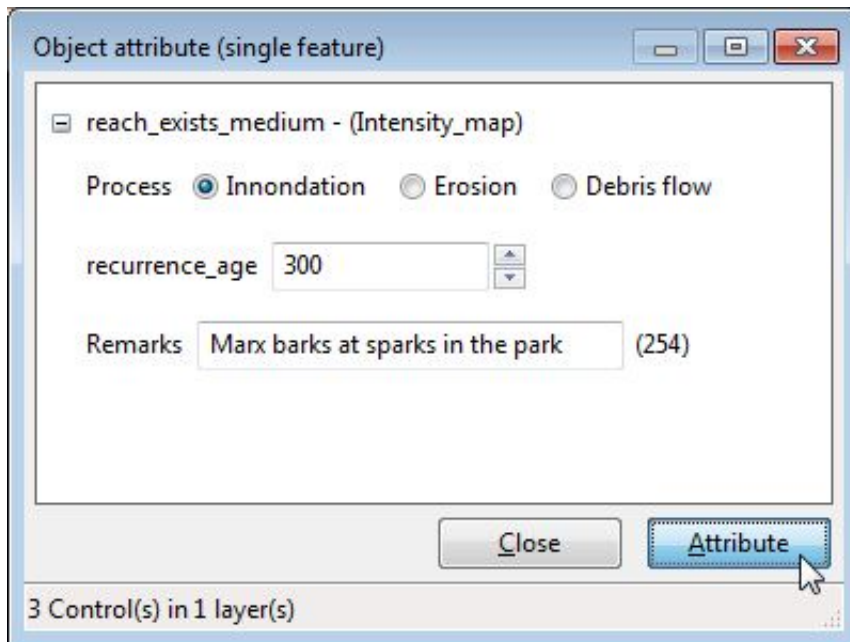 Object attribute (single feature)
reach_exists_medium - (Intensity_map)
Process Innondation Erosion Debris flow
recurrence_age 300
Remarks Marx barks at sparks in the park (254)
Close Attribute
3 Control(s) in 1 layer(s)